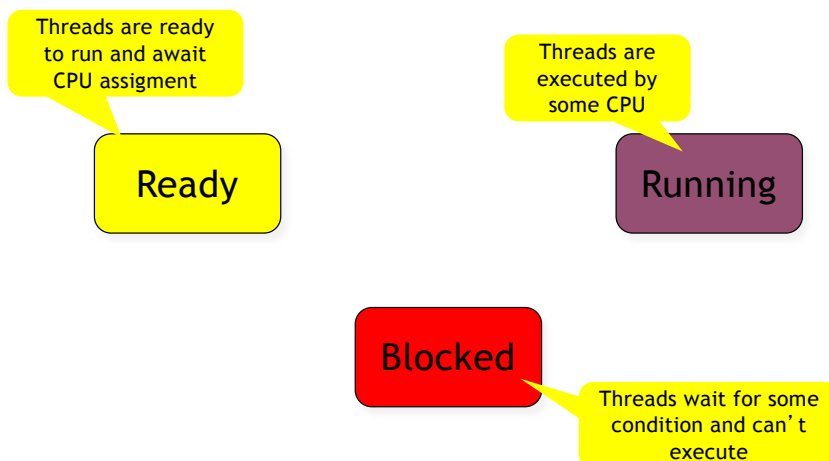 Threads are ready
to run and await
CPU assigment
Threads are
executed by
some CPU
Ready
Running
Blocked
Threads wait for some
condition and can’t
execute